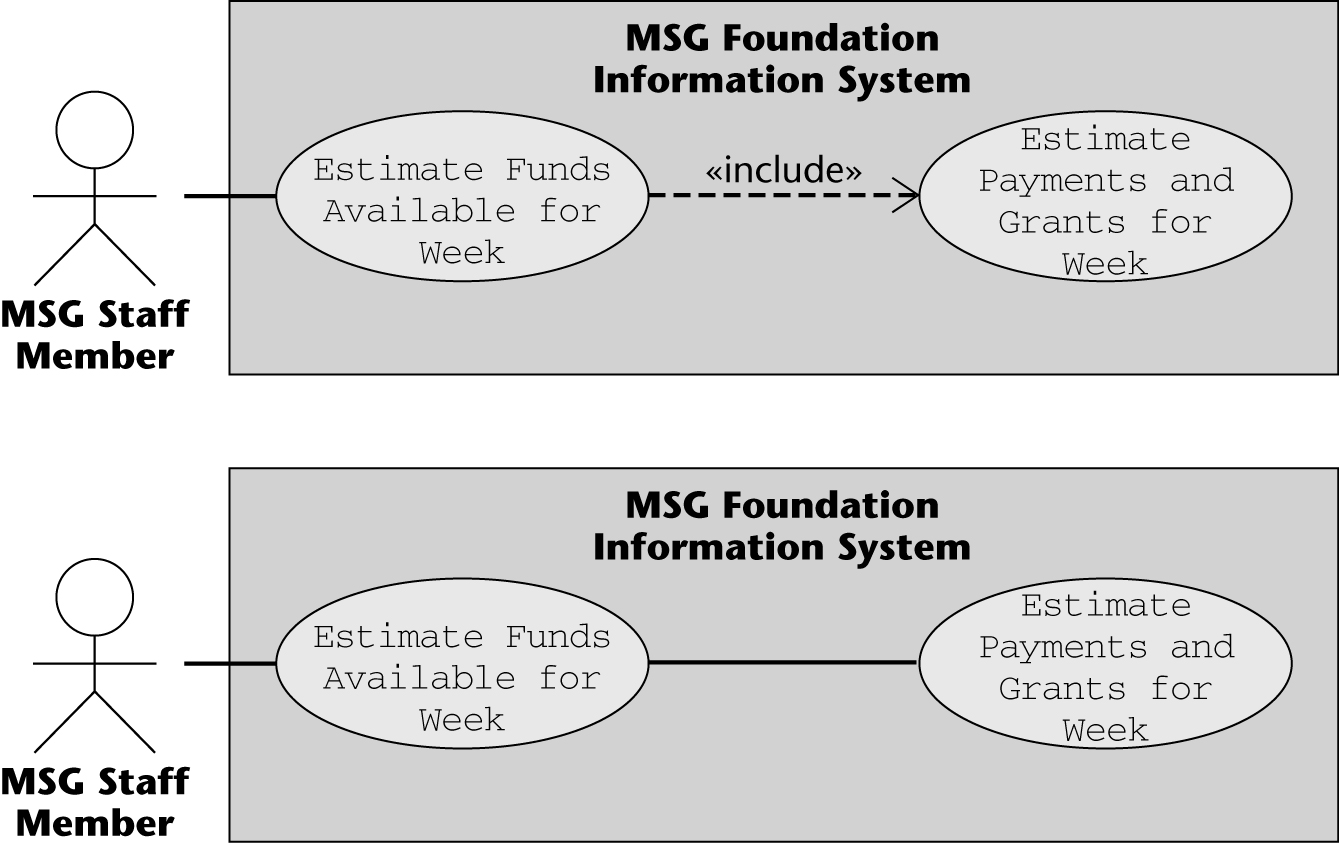 MSG Foundation
Information System
Estimate Funds
Available for
Week
«include»
Estimate
Payments and
Grants for
Week
MSG Staff
Member
MSG Foundation
Information System
Estimate Funds
Available for
Week
Estimate
Payments and
Grants for
Week
MSG Staff
Member